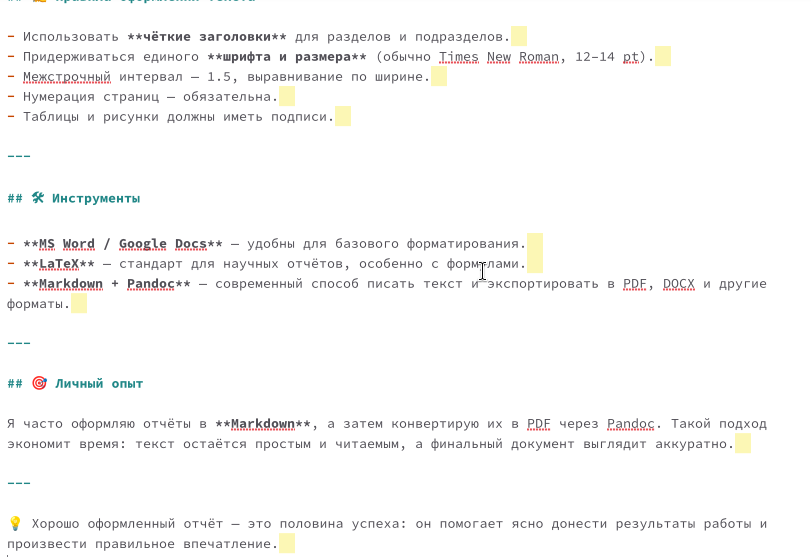 - Использовать **чёткие заголовки** для разделов и подразделов.
- Придерживаться единого **шрифта и размера** (обычно Times New Roman, 12–14 pt).
- Межстрочный интервал — 1.5, выравнивание по ширине.
- Нумерация страниц — обязательна.
- Таблицы и рисунки должны иметь подписи.
---
## 🛠 Инструменты
- **MS Word / Google Docs** — удобны для базового форматирования.
- **LaTeX** — стандарт для научных отчётов, особенно с формулами.
- **Markdown + Pandoc** — современный способ писать текст и экспортировать в PDF, DOCX и другие
форматы.
---
## 🎯 Личный опыт
Я часто оформляю отчёты в **Markdown**, а затем конвертирую их в PDF через Pandoc. Такой подход
экономит время: текст остаётся простым и читаемым, а финальный документ выглядит аккуратно.
---
💡 Хорошо оформленный отчёт — это половина успеха: он помогает ясно донести результаты работы и
произвести правильное впечатление.